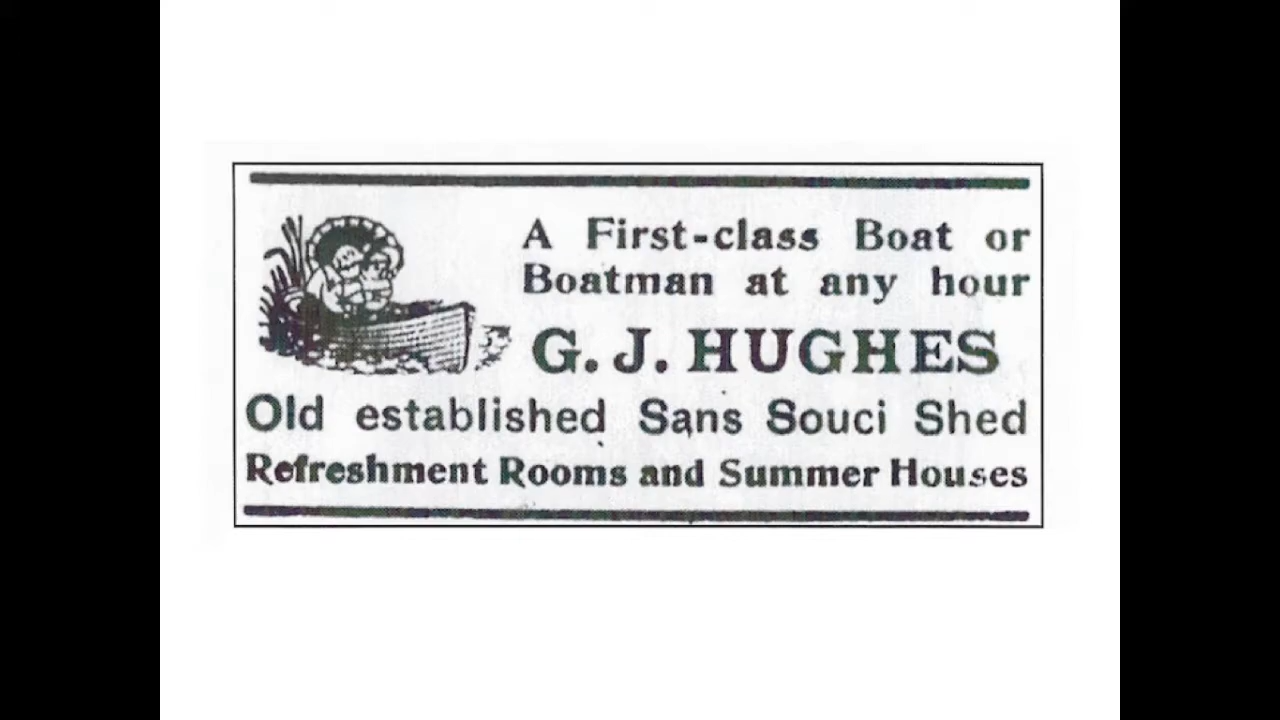 A First-class Boat or
Boatman at any hour
G. J. HUGHES
Old established Sans Souci Shed
Refreshment Rooms and Summer Houses